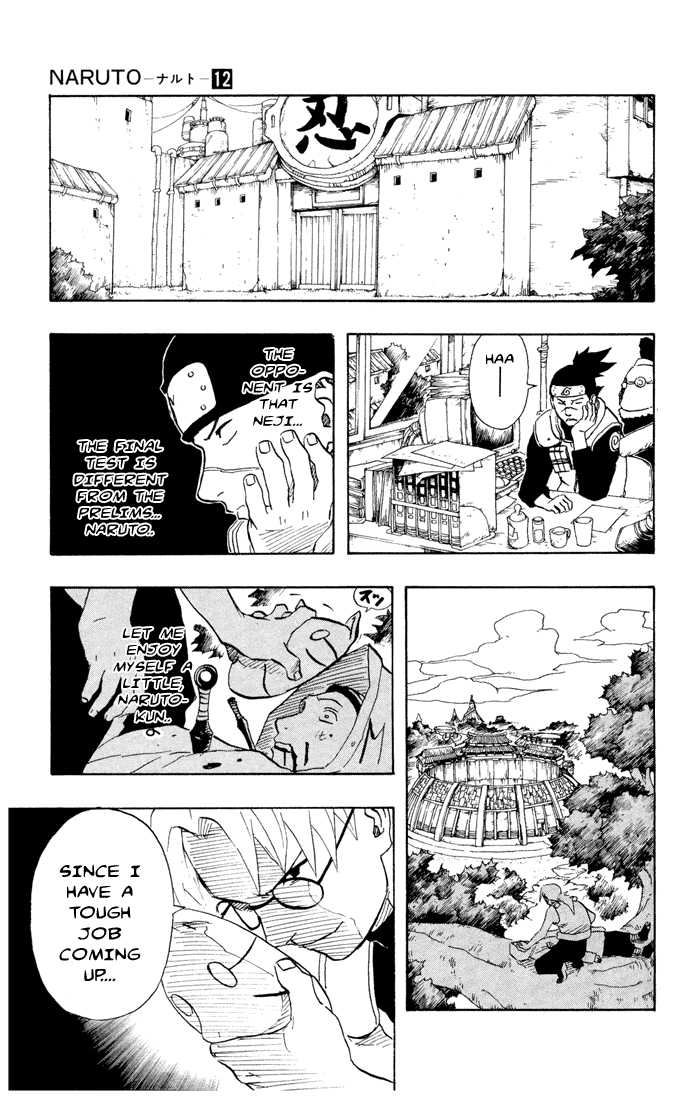 NARUTO—ナルト—12
忍
HAA
—
THE
OPPO-
NENT IS
THAT
NEJI...
THE FINAL
TEST IS
DIFFERENT
FROM THE
PRELIMS...
NARUTO..
LET ME
ENJOY
MYSELF A
LITTLE,
NARUTO-
KUN.
ズッ
SINCE I
HAVE A
TOUGH
JOB
COMING
UP....